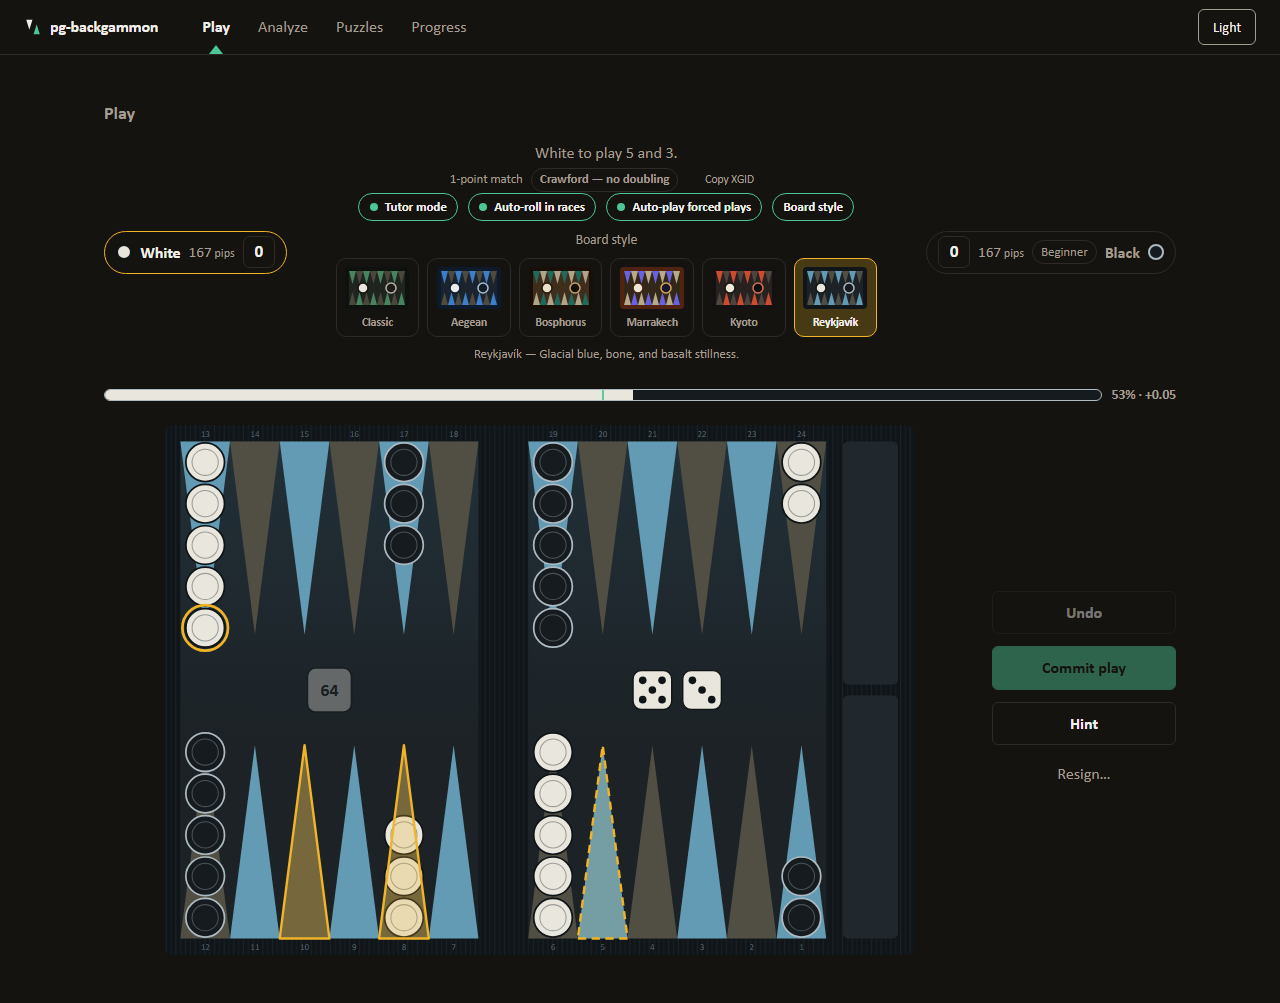 pg-backgammon Play Analyze Puzzles Progress Light
Play
White to play 5 and 3.
1-point match Crawford — no doubling Copy XGID
Tutor mode Auto-roll in races Auto-play forced plays Board style
White 167 pips 0
Board style
0 167 pips Beginner Black
Classic Aegean Bosphorus Marrakech Kyoto Reykjavík
Reykjavík — Glacial blue, bone, and basalt stillness.
53% · +0.05
13 14 15 16 17 18 19 20 21 22 23 24
64
Undo
Commit play
Hint
Resign...
12 11 10 9 8 7 6 5 4 3 2 1